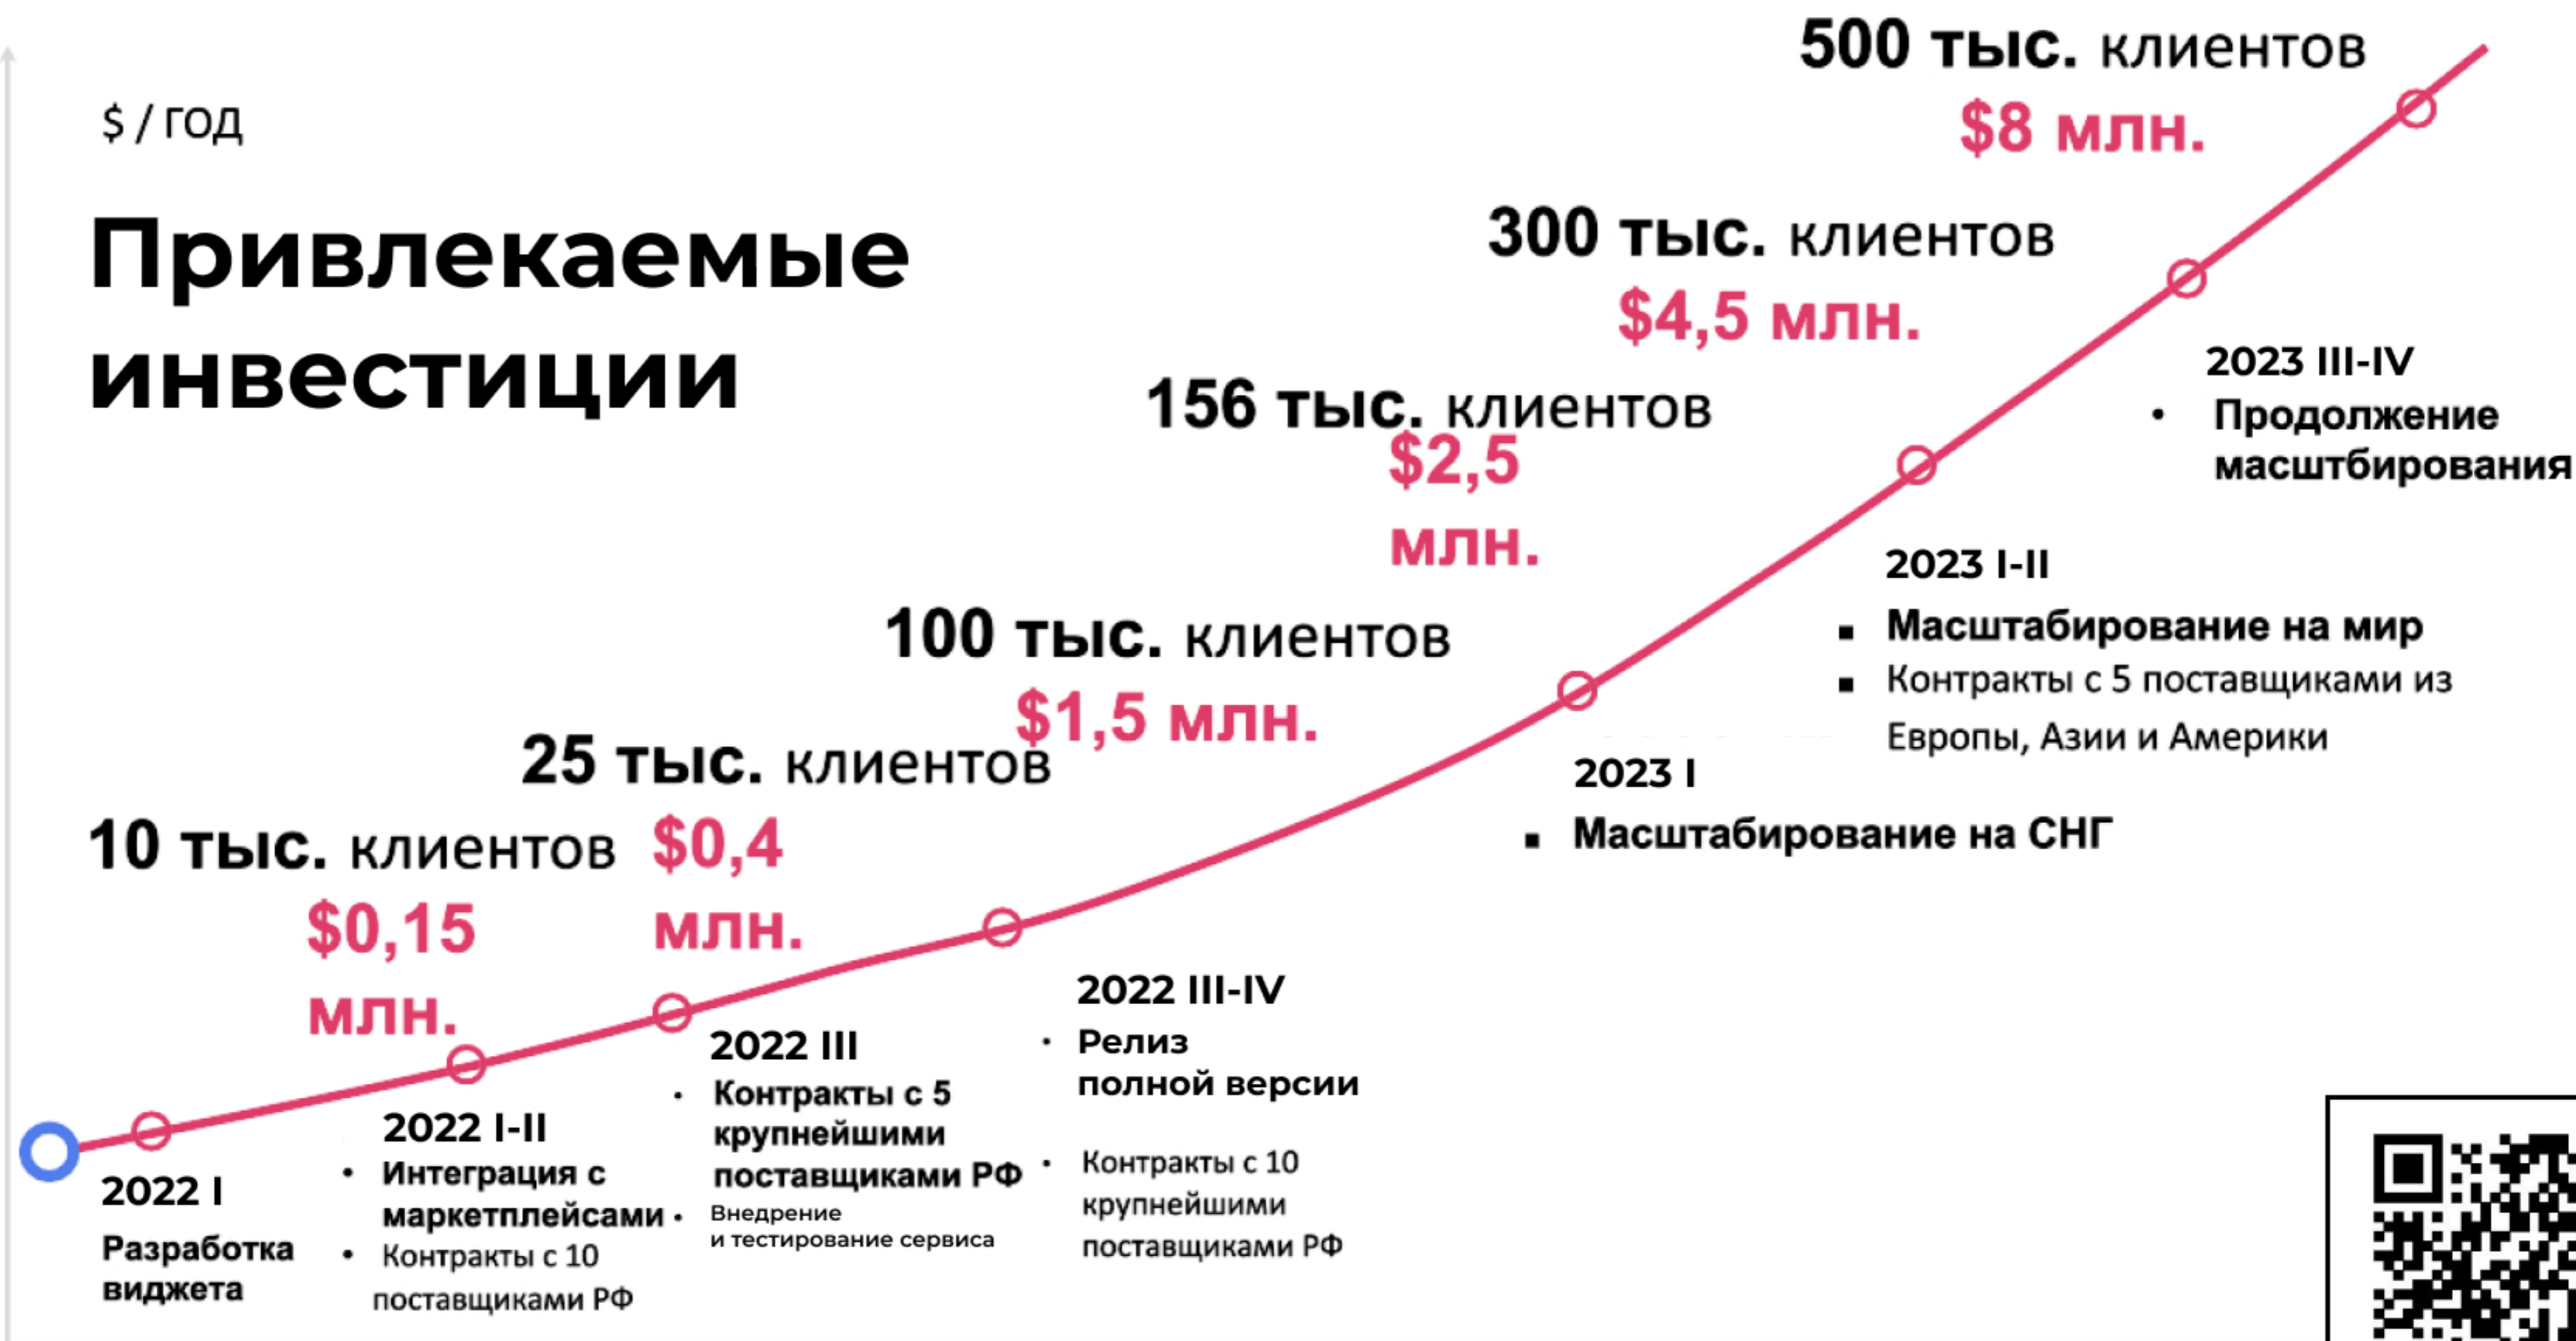 $ / ГОД
Привлекаемые
инвестиции
500 тыс. клиентов
$8 млн.
300 тыс. клиентов
$4,5 млн.
156 тыс. клиентов
$2,5
млн.
100 тыс. клиентов
$1,5 млн.
25 тыс. клиентов
$0,4
млн.
10 тыс. клиентов
$0,15
млн.
2022 I
Разработка
виджета
2022 I-II
• Интеграция с
маркетплейсами
• Контракты с 10
поставщиками РФ
2022 III
• Контракты с 5
крупнейшими
поставщиками РФ
• Внедрение
и тестирование сервиса
2022 III-IV
• Релиз
полной версии
• Контракты с 10
крупнейшими
поставщиками РФ
2023 I
▪ Масштабирование на СНГ
2023 I-II
▪ Масштабирование на мир
▪ Контракты с 5 поставщиками из
Европы, Азии и Америки
2023 III-IV
• Продолжение
масштбирования